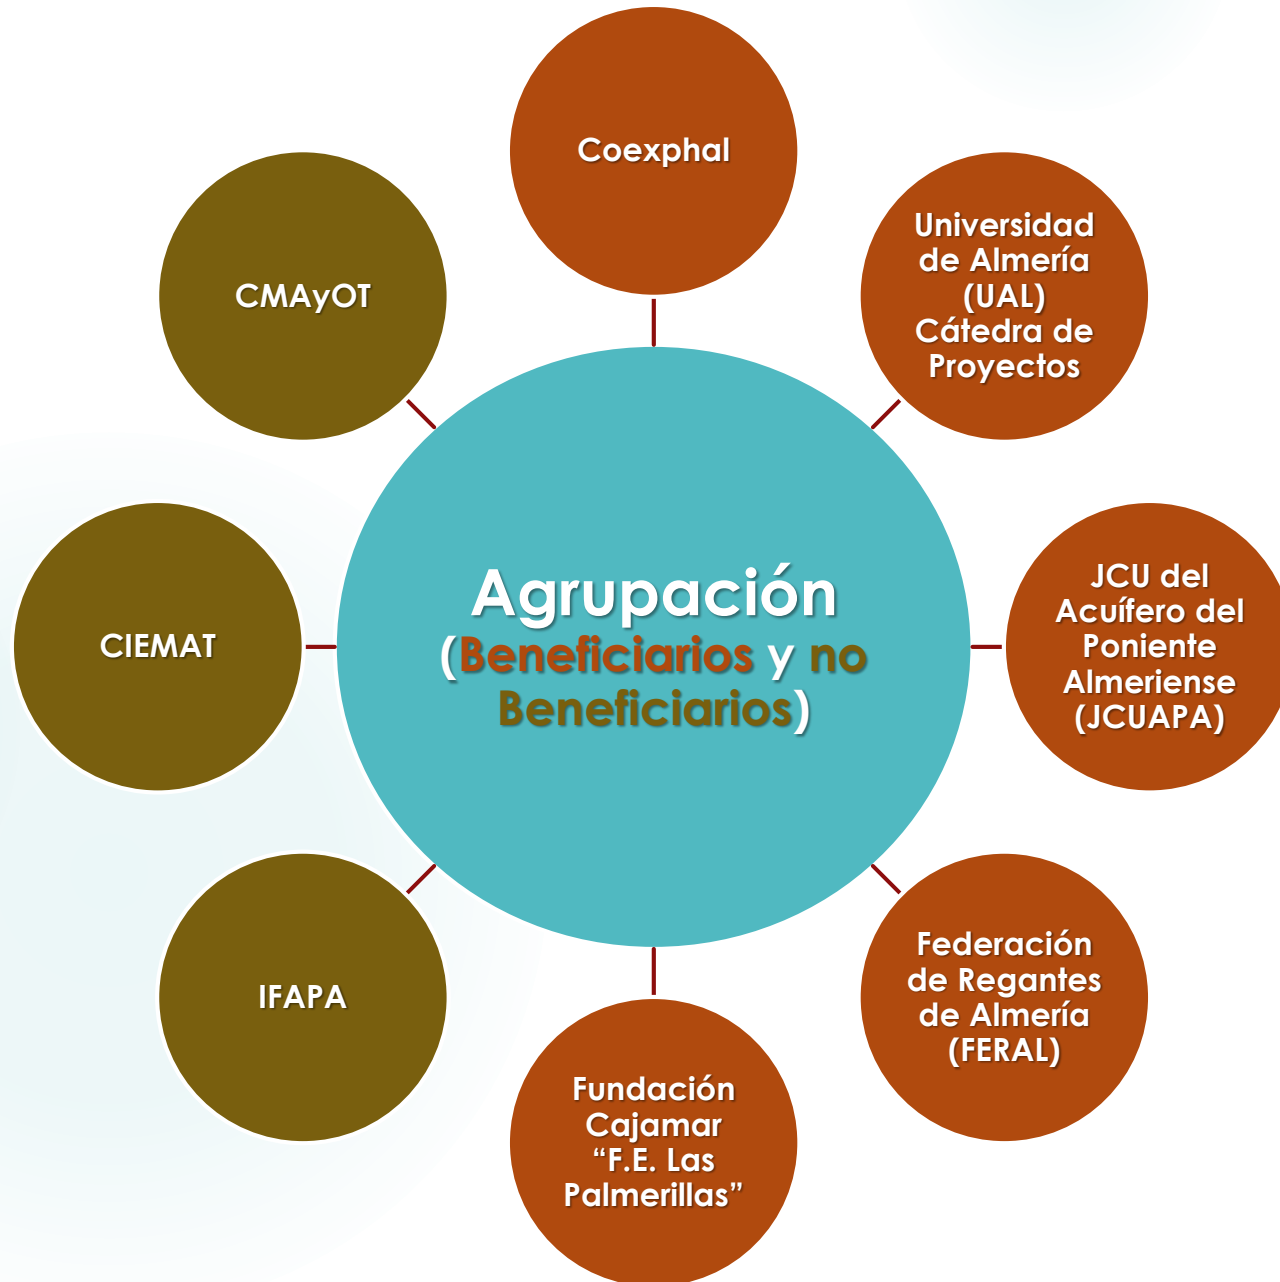 Coexphal
Universidad
de Almería
(UAL)
Cátedra de
Proyectos
JCU del
Acuífero del
Poniente
Almeriense
(JCUAPA)
Federación
de Regantes
de Almería
(FERAL)
Fundación
Cajamar
“F.E. Las
Palmerillas”
IFAPA
CIEMAT
CMAyOT
Agrupación
(Beneficiarios y no
Beneficiarios)